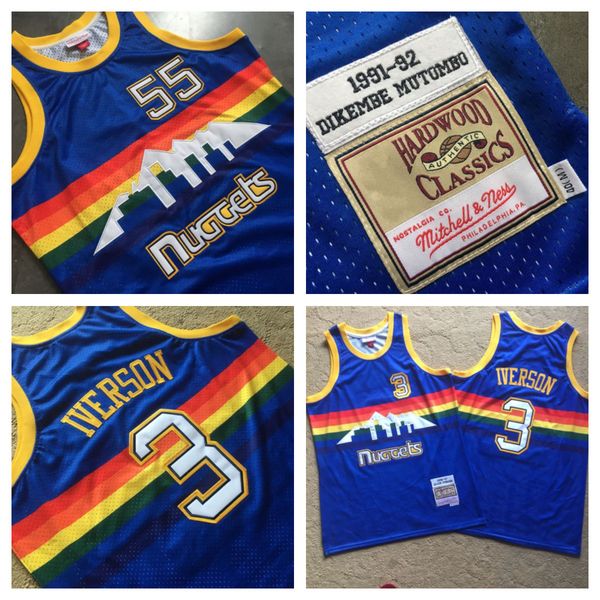 55
Nuggets
1991-92
DIKEMBE MUTOMBO
HARDWOOD
AUTHENTIC
CLASSICS
NOSTALGIA CO.
Mitchell & Ness
PHILADELPHIA, PA.
40(M)
IVERSON
3
3
Nuggets
IVERSON
3